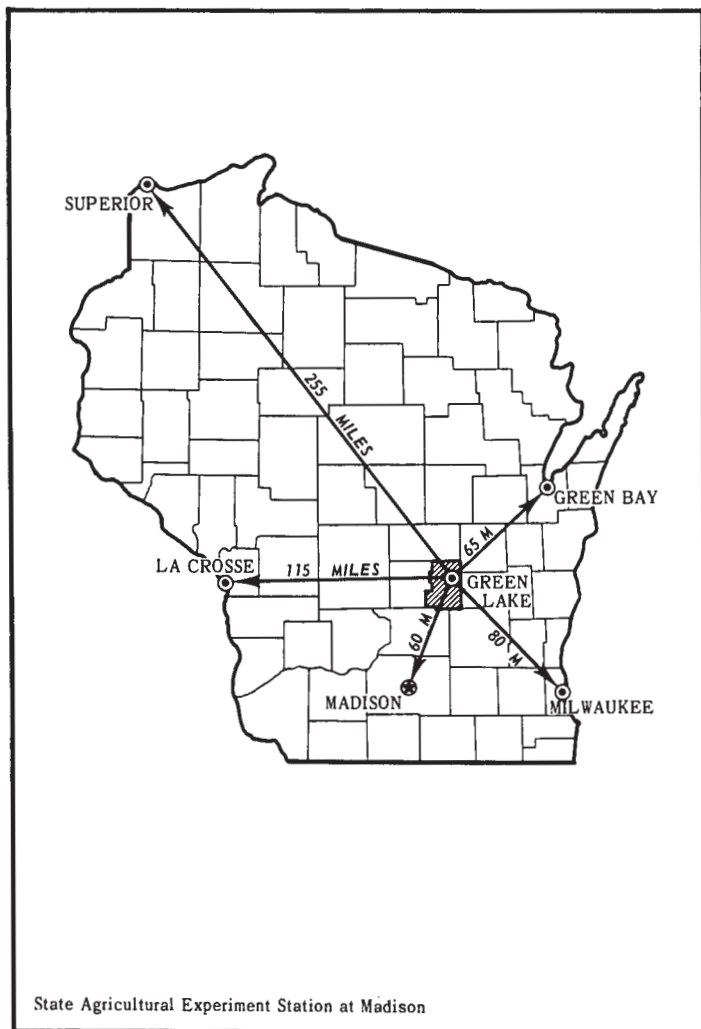 SUPERIOR
255 MILES
GREEN BAY
65 M
LA CROSSE
115 MILES
GREEN
LAKE
60 M
80 M
MADISON
MILWAUKEE
State Agricultural Experiment Station at Madison